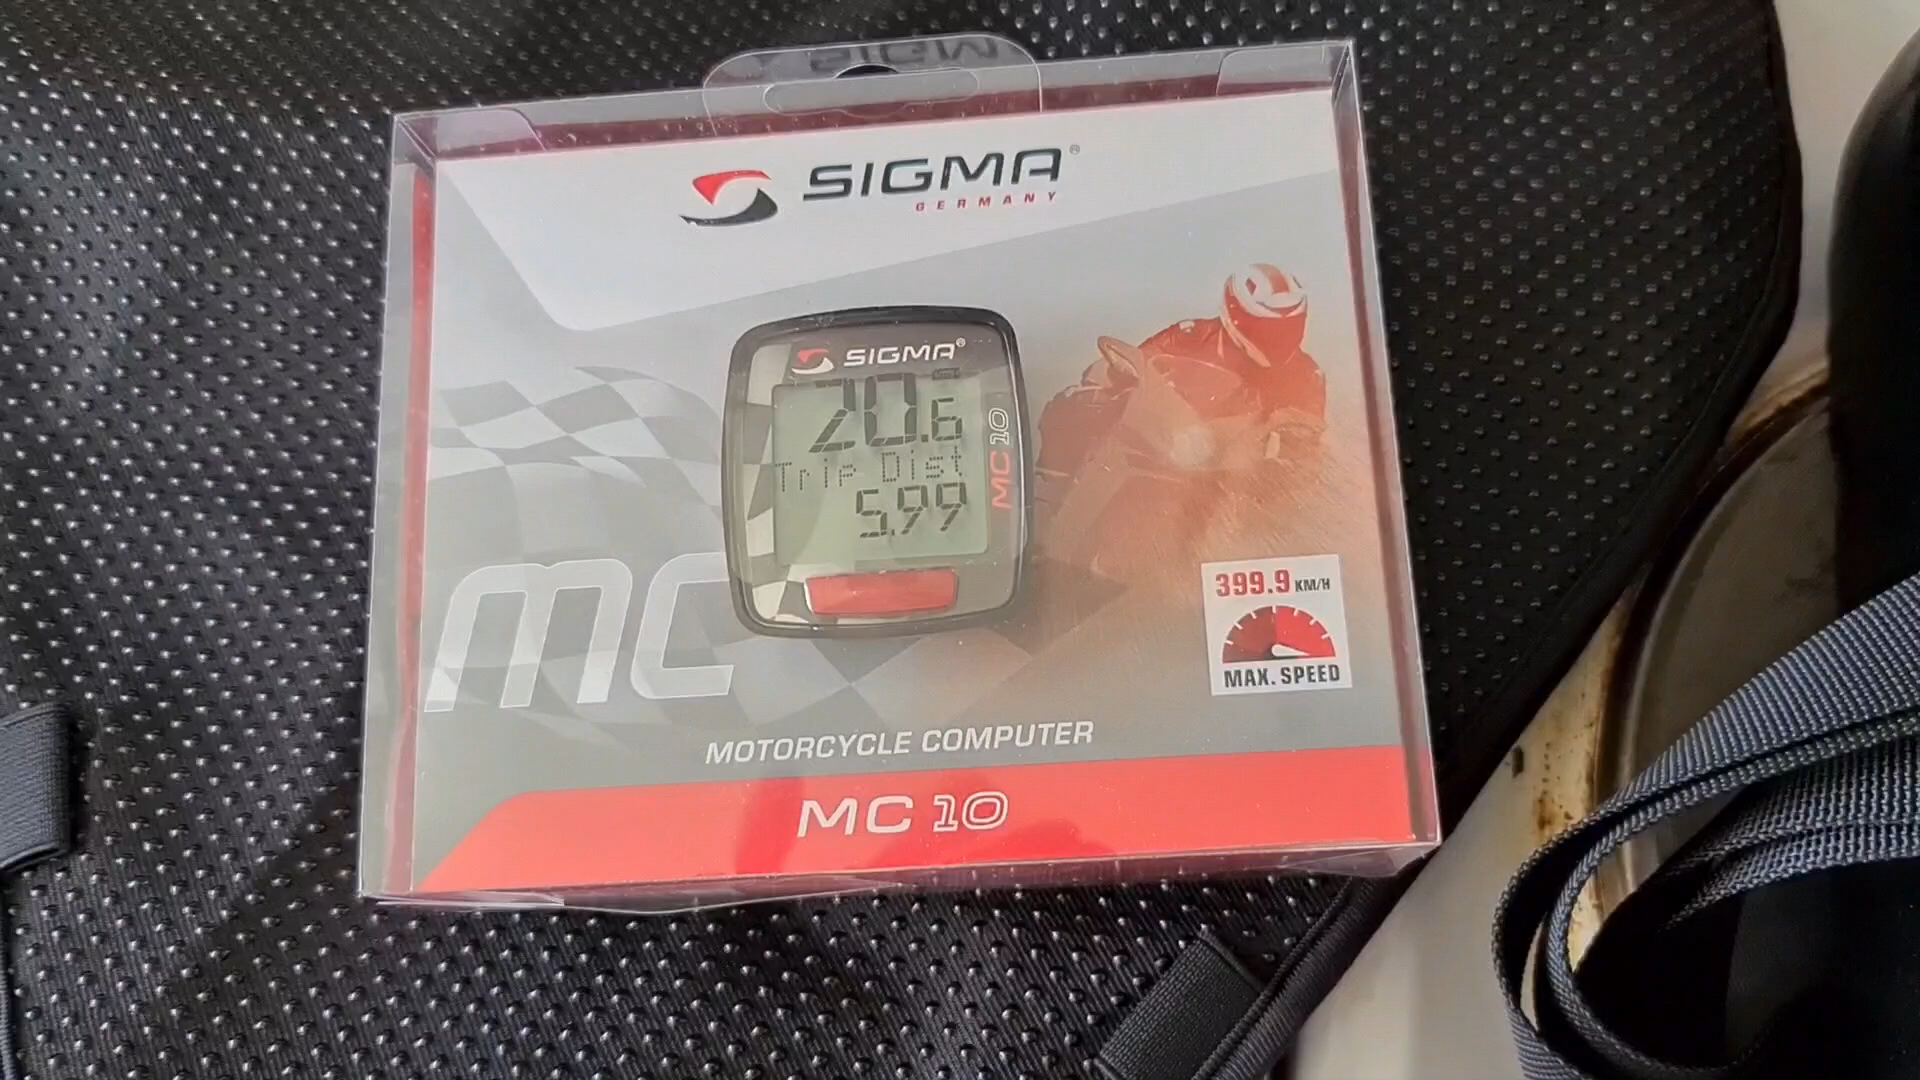 SIGM
SIGMA®
GERMANY
SIGMA®
20.6
Trip Dist
5.99
MC 10
MC
399.9 KM/H
MAX. SPEED
MOTORCYCLE COMPUTER
MC 10